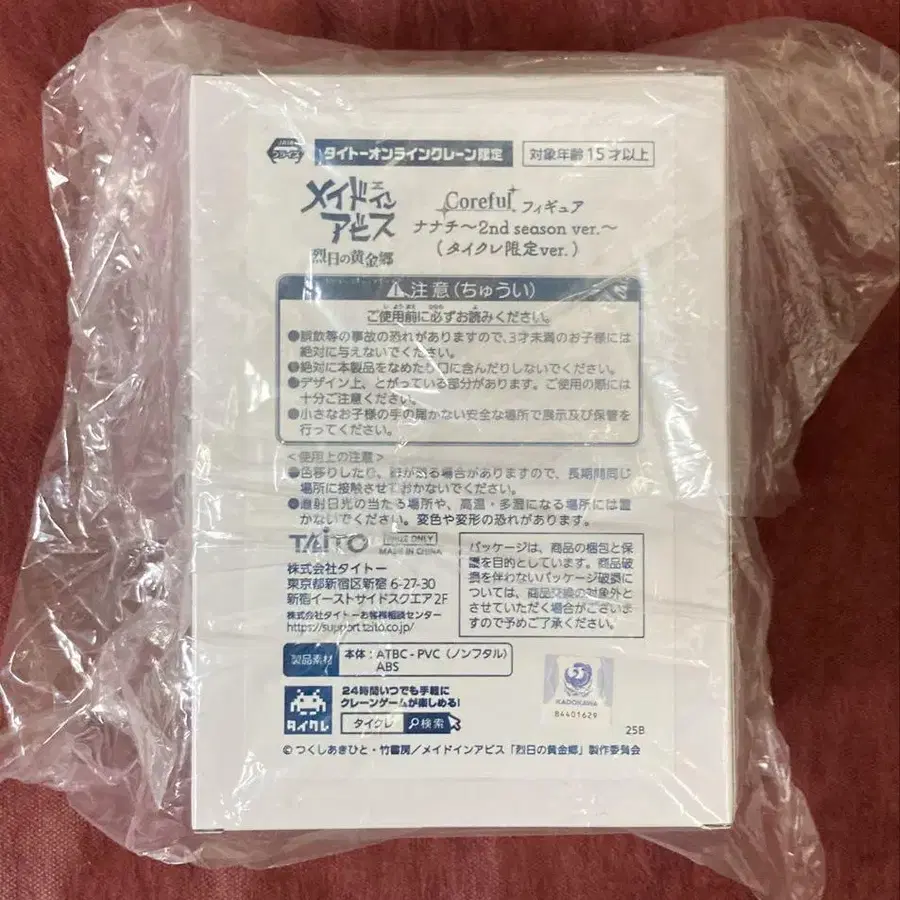 プライズ
タイトーオンラインクレーン限定
対象年齢15才以上
メイドインアビス
烈日の黄金郷
Coreful フィギュア
ナナチ～2nd season ver.～
(タイクレ限定ver.)
⚠注意(ちゅうい)
ご使用前に必ずお読みください。
●誤飲等の事故の恐れがありますので、3才未満のお子様には
絶対に与えないでください。
●絶対に本製品をなめたり口に含んだりしないでください。
●デザイン上、とがっている部分があります。ご使用の際には
十分ご注意ください。
●小さなお子様の手の届かない安全な場所で展示及び保管を
行ってください。
<使用上の注意>
●色移りしたり、跡が残る場合がありますので、長期間同じ
場所に接触させておかないでください。
●直射日光の当たる場所や、高温・多湿になる場所には置
かないでください。変色や変形の恐れがあります。
TAITO
PRIZE ONLY
MADE IN CHINA
株式会社タイトー
東京都新宿区新宿 6-27-30
新宿イーストサイドスクエア2F
株式会社タイトーお客様相談センター
https://support.taito.co.jp/
パッケージは、商品の梱包と保
護を目的としています。商品破
損を伴わないパッケージ破損に
ついては、商品交換の対象外と
させていただく場合がございま
すので予めご了承ください。
製品素材
本体：ATBC-PVC(ノンフタル)
ABS
タイクレ
24時間いつでも手軽に
クレーンゲームが楽しめる!
タイクレ 検索
KADOKAWA
84401629
25B
©つくしあきひと・竹書房／メイドインアビス「烈日の黄金郷」製作委員会